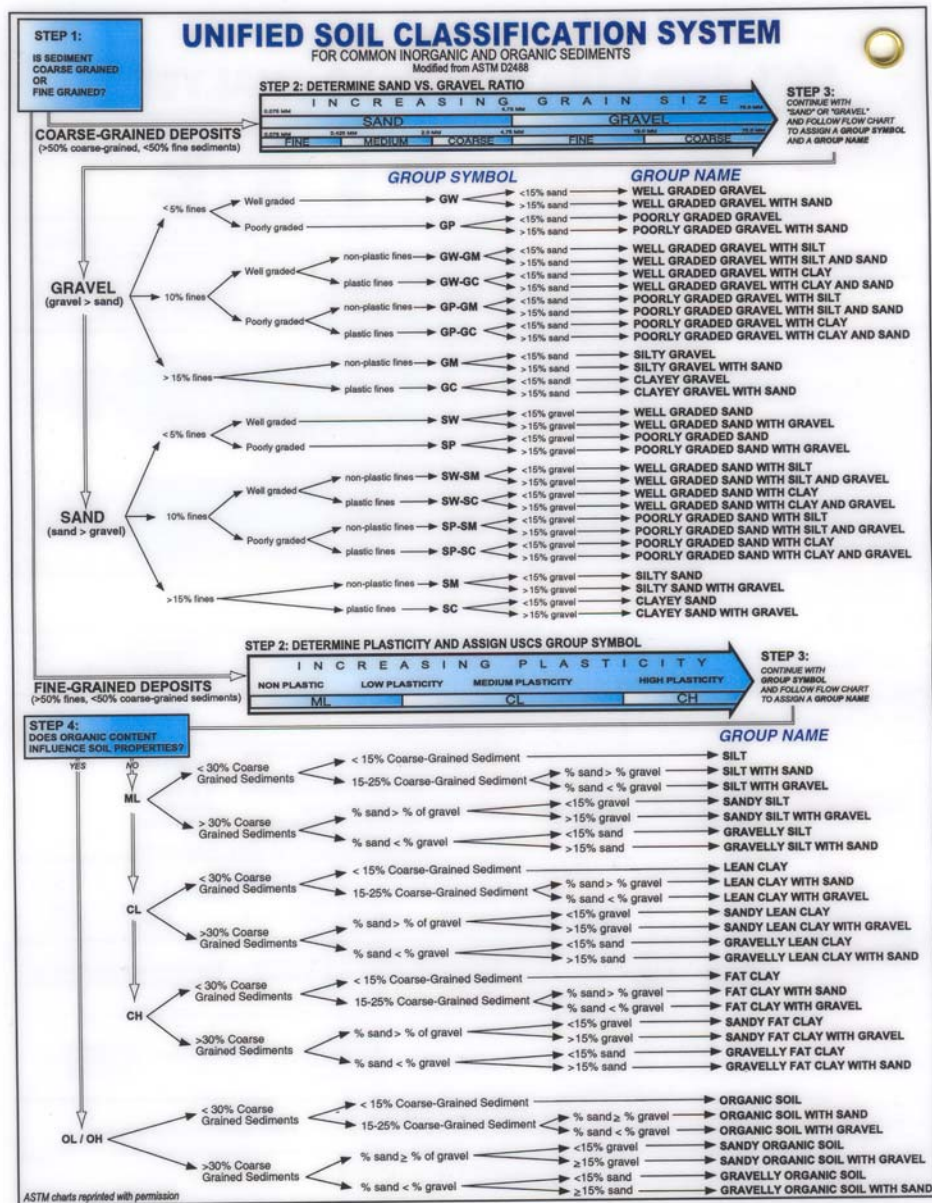 STEP 1:
IS SEDIMENT
COARSE GRAINED
OR
FINE GRAINED?
UNIFIED SOIL CLASSIFICATION SYSTEM
FOR COMMON INORGANIC AND ORGANIC SEDIMENTS
Modified from ASTM D2488
STEP 2: DETERMINE SAND VS. GRAVEL RATIO
INCREASING GRAIN SIZE
0.075 MM 4.75 MM 75.0 MM
SAND GRAVEL
0.075 MM 0.425 MM 2.0 MM 4.75 MM 19.0 MM 75.0 MM
FINE MEDIUM COARSE FINE COARSE
STEP 3:
CONTINUE WITH
"SAND" OR "GRAVEL"
AND FOLLOW FLOW CHART
TO ASSIGN A GROUP SYMBOL
AND A GROUP NAME
COARSE-GRAINED DEPOSITS
(>50% coarse-grained, <50% fine sediments)
GROUP SYMBOL GROUP NAME
GRAVEL
(gravel > sand)
<5% fines Well graded GW <15% sand WELL GRADED GRAVEL
>15% sand WELL GRADED GRAVEL WITH SAND
Poorly graded GP <15% sand POORLY GRADED GRAVEL
>15% sand POORLY GRADED GRAVEL WITH SAND
10% fines Well graded non-plastic fines GW-GM <15% sand WELL GRADED GRAVEL WITH SILT
>15% sand WELL GRADED GRAVEL WITH SILT AND SAND
plastic fines GW-GC <15% sand WELL GRADED GRAVEL WITH CLAY
>15% sand WELL GRADED GRAVEL WITH CLAY AND SAND
Poorly graded non-plastic fines GP-GM <15% sand POORLY GRADED GRAVEL WITH SILT
>15% sand POORLY GRADED GRAVEL WITH SILT AND SAND
plastic fines GP-GC <15% sand POORLY GRADED GRAVEL WITH CLAY
>15% sand POORLY GRADED GRAVEL WITH CLAY AND SAND
>15% fines non-plastic fines GM <15% sand SILTY GRAVEL
>15% sand SILTY GRAVEL WITH SAND
plastic fines GC <15% sandl CLAYEY GRAVEL
>15% sand CLAYEY GRAVEL WITH SAND
SAND
(sand > gravel)
<5% fines Well graded SW <15% gravel WELL GRADED SAND
>15% gravel WELL GRADED SAND WITH GRAVEL
Poorly graded SP <15% gravel POORLY GRADED SAND
>15% gravel POORLY GRADED SAND WITH GRAVEL
10% fines Well graded non-plastic fines SW-SM <15% gravel WELL GRADED SAND WITH SILT
>15% gravel WELL GRADED SAND WITH SILT AND GRAVEL
plastic fines SW-SC <15% gravel WELL GRADED SAND WITH CLAY
>15% gravel WELL GRADED SAND WITH CLAY AND GRAVEL
Poorly graded non-plastic fines SP-SM <15% gravel POORLY GRADED SAND WITH SILT
>15% gravel POORLY GRADED SAND WITH SILT AND GRAVEL
plastic fines SP-SC <15% gravel POORLY GRADED SAND WITH CLAY
>15% gravel POORLY GRADED SAND WITH CLAY AND GRAVEL
>15% fines non-plastic fines SM <15% gravel SILTY SAND
>15% gravel SILTY SAND WITH GRAVEL
plastic fines SC <15% gravel CLAYEY SAND
>15% gravel CLAYEY SAND WITH GRAVEL
STEP 2: DETERMINE PLASTICITY AND ASSIGN USCS GROUP SYMBOL
INCREASING PLASTICITY
NON PLASTIC LOW PLASTICITY MEDIUM PLASTICITY HIGH PLASTICITY
ML CL CH
STEP 3:
CONTINUE WITH
GROUP SYMBOL
AND FOLLOW FLOW CHART
TO ASSIGN A GROUP NAME
FINE-GRAINED DEPOSITS
(>50% fines, <50% coarse-grained sediments)
STEP 4:
DOES ORGANIC CONTENT
INFLUENCE SOIL PROPERTIES?
YES NO
GROUP NAME
ML
< 30% Coarse Grained Sediments < 15% Coarse-Grained Sediment SILT
15-25% Coarse-Grained Sediment % sand > % gravel SILT WITH SAND
% sand < % gravel SILT WITH GRAVEL
> 30% Coarse Grained Sediments % sand > % of gravel <15% gravel SANDY SILT
>15% gravel SANDY SILT WITH GRAVEL
% sand < % gravel <15% sand GRAVELLY SILT
>15% sand GRAVELLY SILT WITH SAND
CL
<30% Coarse Grained Sediments < 15% Coarse-Grained Sediment LEAN CLAY
15-25% Coarse-Grained Sediment % sand > % gravel LEAN CLAY WITH SAND
% sand < % gravel LEAN CLAY WITH GRAVEL
>30% Coarse Grained Sediments % sand > % of gravel <15% gravel SANDY LEAN CLAY
>15% gravel SANDY LEAN CLAY WITH GRAVEL
% sand < % gravel <15% sand GRAVELLY LEAN CLAY
>15% sand GRAVELLY LEAN CLAY WITH SAND
CH
< 30% Coarse Grained Sediments < 15% Coarse-Grained Sediment FAT CLAY
15-25% Coarse-Grained Sediment % sand > % gravel FAT CLAY WITH SAND
% sand < % gravel FAT CLAY WITH GRAVEL
>30% Coarse Grained Sediments % sand > % of gravel <15% gravel SANDY FAT CLAY
>15% gravel SANDY FAT CLAY WITH GRAVEL
% sand < % gravel <15% sand GRAVELLY FAT CLAY
>15% sand GRAVELLY FAT CLAY WITH SAND
OL / OH
< 30% Coarse Grained Sediments < 15% Coarse-Grained Sediment ORGANIC SOIL
15-25% Coarse-Grained Sediment % sand ≥ % gravel ORGANIC SOIL WITH SAND
% sand < % gravel ORGANIC SOIL WITH GRAVEL
>30% Coarse Grained Sediments % sand ≥ % of gravel <15% gravel SANDY ORGANIC SOIL
≥15% gravel SANDY ORGANIC SOIL WITH GRAVEL
% sand < % gravel <15% sand GRAVELLY ORGANIC SOIL
≥15% sand GRAVELLY ORGANIC SOIL WITH SAND
ASTM charts reprinted with permission